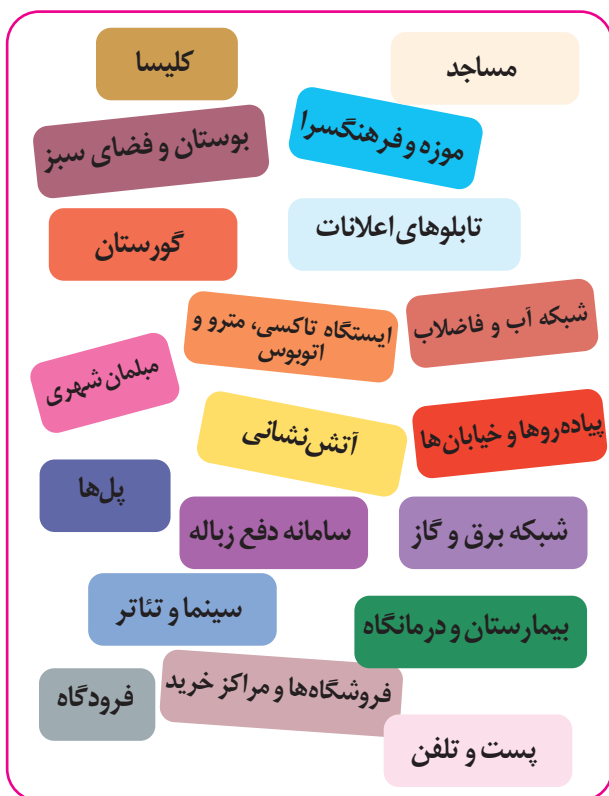 مساجد
کلیسا
موزه و فرهنگسرا
بوستان و فضای سبز
تابلوهای اعلانات
گورستان
شبکه آب و فاضلاب
ایستگاه تاکسی، مترو و
اتوبوس
مبلمان شهری
پیاده‌روها و خیابان‌ها
آتش‌نشانی
پل‌ها
شبکه برق و گاز
سامانه دفع زباله
سینما و تئاتر
بیمارستان و درمانگاه
فروشگاه‌ها و مراکز خرید
فرودگاه
پست و تلفن